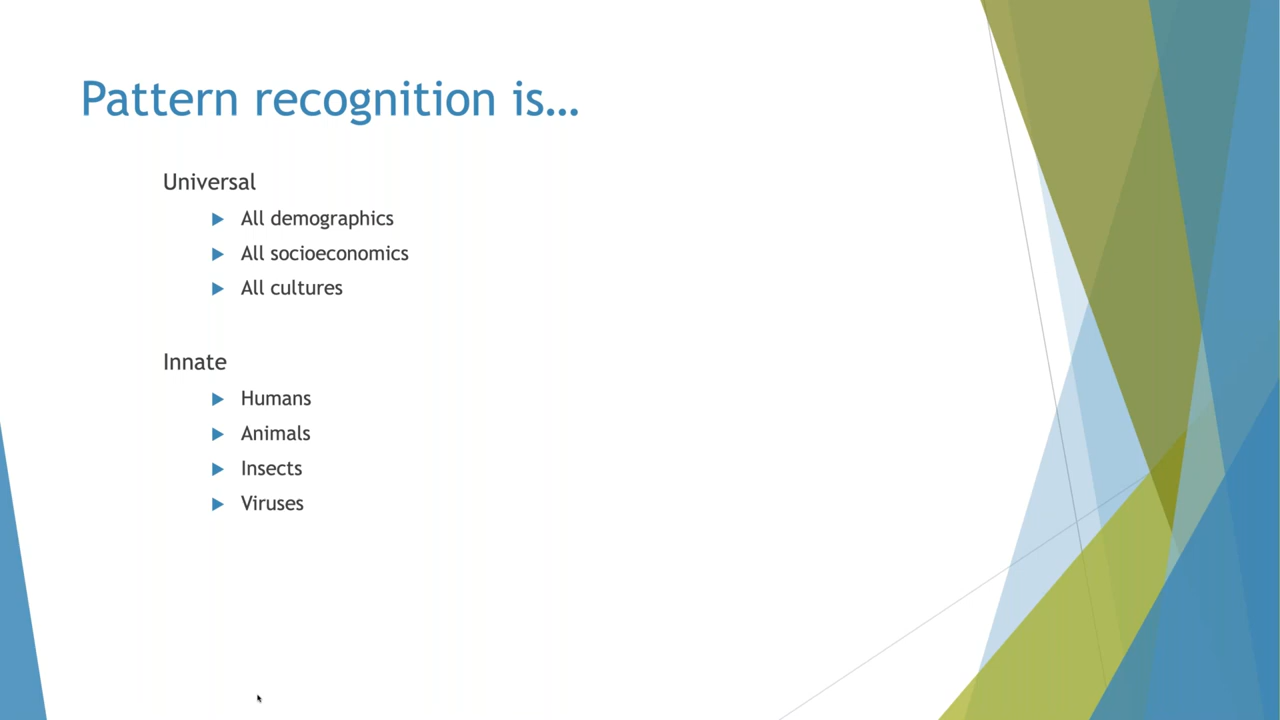 Pattern recognition is…
Universal
All demographics
All socioeconomics
All cultures
Innate
Humans
Animals
Insects
Viruses